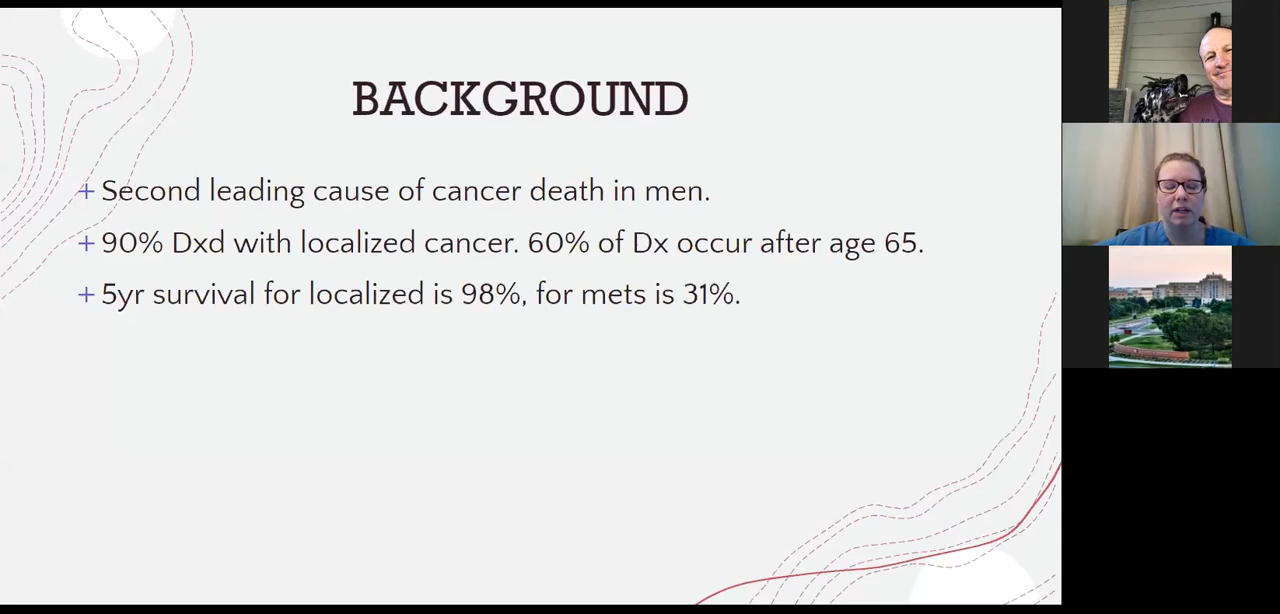 BACKGROUND
+ Second leading cause of cancer death in men.
+ 90% Dxd with localized cancer. 60% of Dx occur after age 65.
+ 5yr survival for localized is 98%, for mets is 31%.